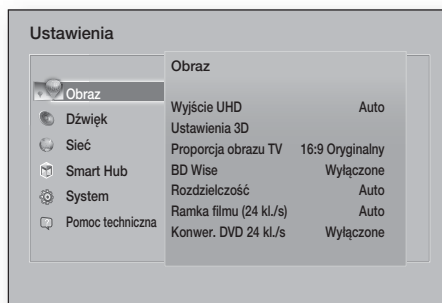 Ustawienia
Obraz
Dźwięk
Sieć
Smart Hub
System
Pomoc techniczna
Obraz
Wyjście UHD Auto
Ustawienia 3D
Proporcja obrazu TV 16:9 Oryginalny
BD Wise Wyłączone
Rozdzielczość Auto
Ramka filmu (24 kl./s) Auto
Konwer. DVD 24 kl./s Wyłączone